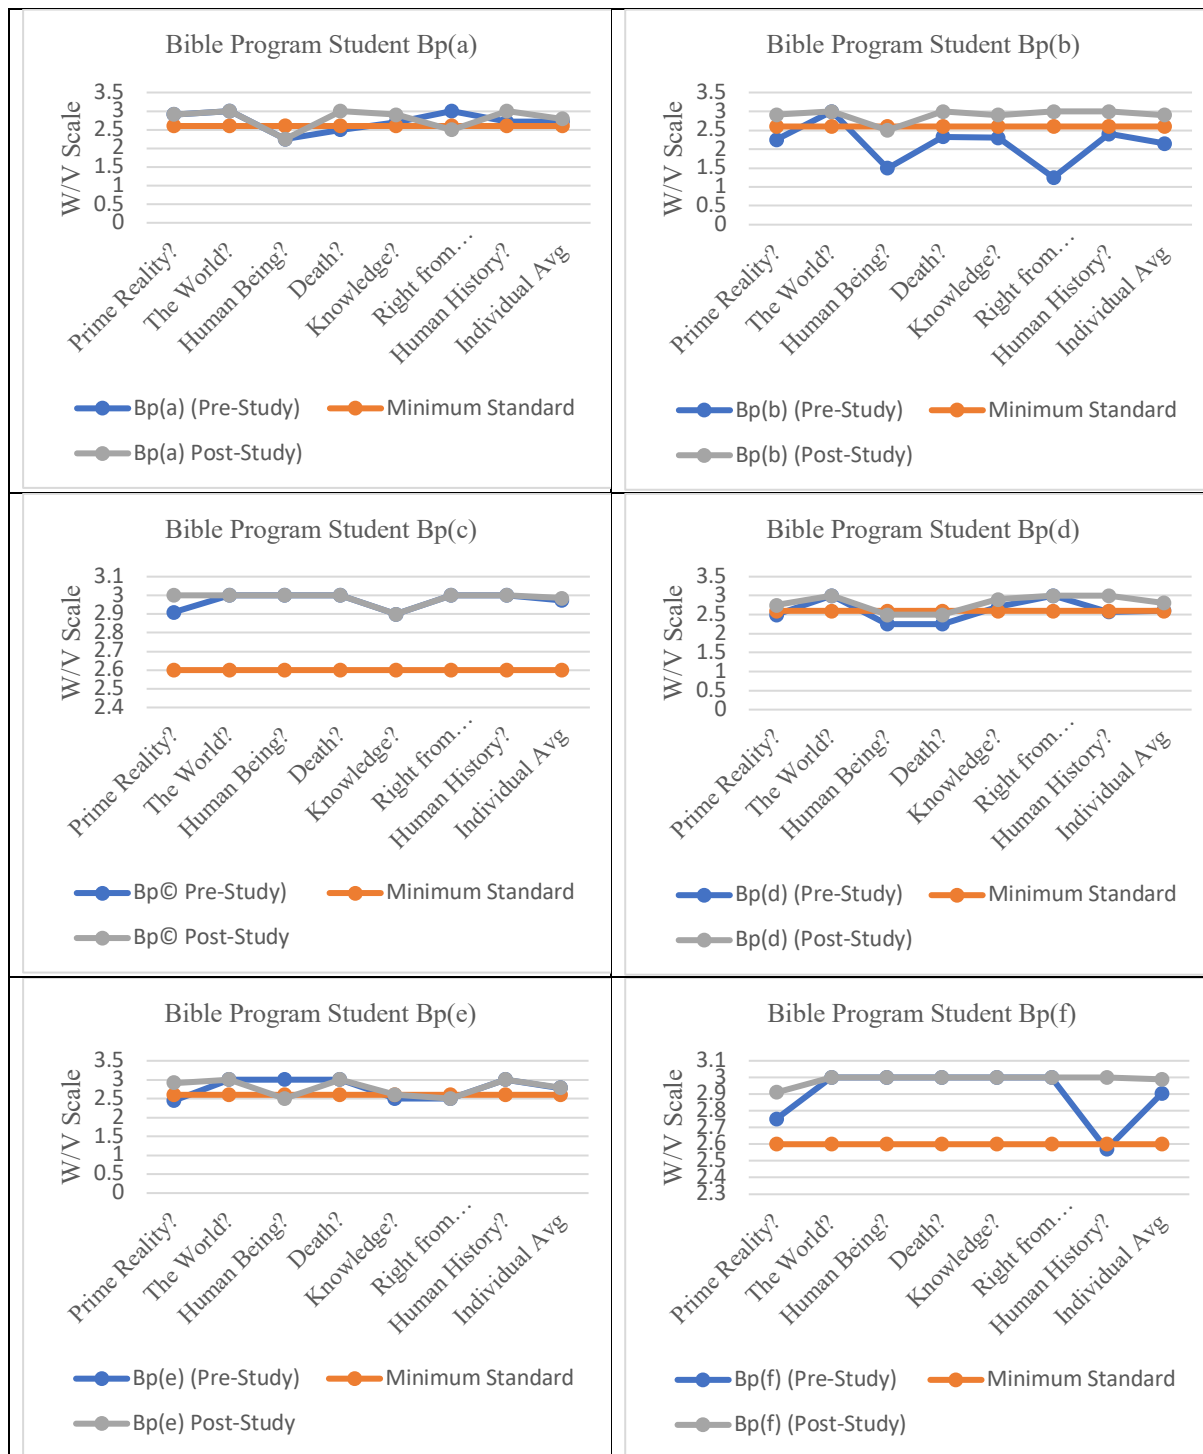 Bible Program Student Bp(a)
W/V Scale
3.5
3
2.5
2
1.5
1
0.5
0
Prime Reality?
The World?
Human Being?
Death?
Knowledge?
Right from…
Human History?
Individual Avg
Bp(a) (Pre-Study)
Minimum Standard
Bp(a) Post-Study)
Bible Program Student Bp(b)
W/V Scale
3.5
3
2.5
2
1.5
1
0.5
0
Prime Reality?
The World?
Human Being?
Death?
Knowledge?
Right from…
Human History?
Individual Avg
Bp(b) (Pre-Study)
Minimum Standard
Bp(b) (Post-Study)
Bible Program Student Bp(c)
W/V Scale
3.1
3
2.9
2.8
2.7
2.6
2.5
2.4
Prime Reality?
The World?
Human Being?
Death?
Knowledge?
Right from…
Human History?
Individual Avg
Bp© Pre-Study)
Minimum Standard
Bp© Post-Study
Bible Program Student Bp(d)
W/V Scale
3.5
3
2.5
2
1.5
1
0.5
0
Prime Reality?
The World?
Human Being?
Death?
Knowledge?
Right from…
Human History?
Individual Avg
Bp(d) (Pre-Study)
Minimum Standard
Bp(d) (Post-Study)
Bible Program Student Bp(e)
W/V Scale
3.5
3
2.5
2
1.5
1
0.5
0
Prime Reality?
The World?
Human Being?
Death?
Knowledge?
Right from…
Human History?
Individual Avg
Bp(e) (Pre-Study)
Minimum Standard
Bp(e) Post-Study
Bible Program Student Bp(f)
W/V Scale
3.1
3
2.9
2.8
2.7
2.6
2.5
2.4
2.3
Prime Reality?
The World?
Human Being?
Death?
Knowledge?
Right from…
Human History?
Individual Avg
Bp(f) (Pre-Study)
Minimum Standard
Bp(f) (Post-Study)